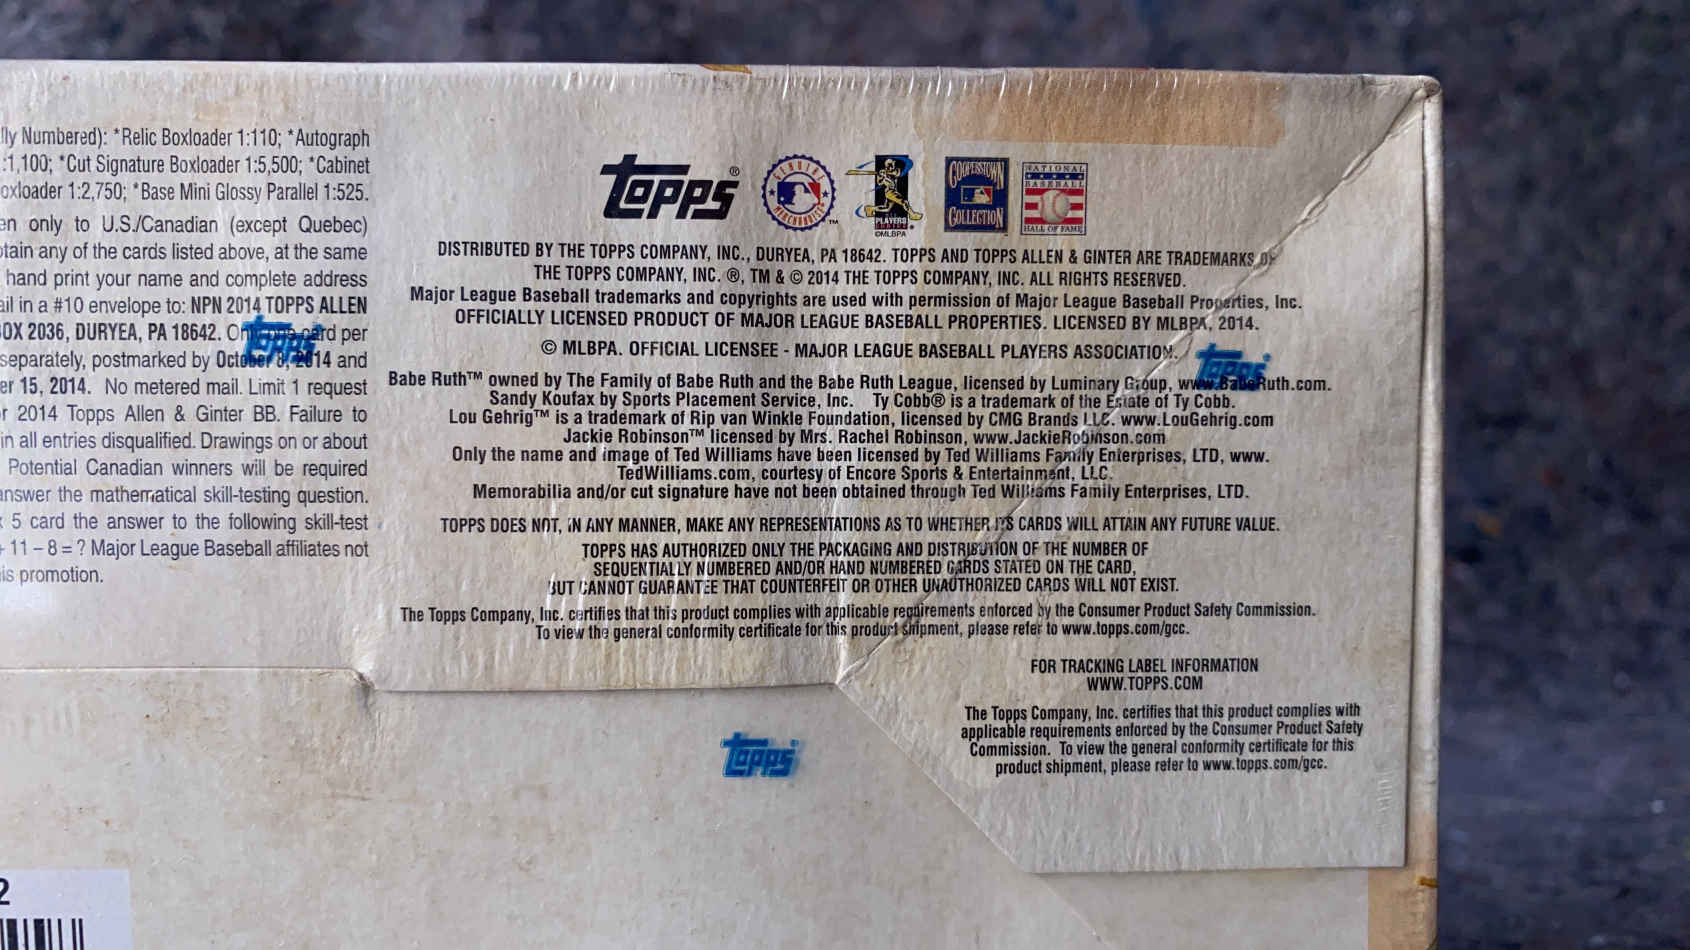 lly Numbered): *Relic Boxloader 1:110; *Autograph
:1,100; *Cut Signature Boxloader 1:5,500; *Cabinet
oxloader 1:2,750; *Base Mini Glossy Parallel 1:525.
en only to U.S./Canadian (except Quebec)
otain any of the cards listed above, at the same
hand print your name and complete address
ail in a #10 envelope to: NPN 2014 TOPPS ALLEN
OX 2036, DURYEA, PA 18642. Only one card per
separately, postmarked by October 8, 2014 and
er 15, 2014. No metered mail. Limit 1 request
r 2014 Topps Allen & Ginter BB. Failure to
in all entries disqualified. Drawings on or about
Potential Canadian winners will be required
answer the mathematical skill-testing question.
5 card the answer to the following skill-test
+ 11 – 8 = ? Major League Baseball affiliates not
is promotion.
topps
topps®
GENUINE
MERCHANDISE
™
PLAYERS
CHOICE
©MLBPA
COOPERSTOWN
COLLECTION
NATIONAL
BASEBALL
HALL OF FAME
DISTRIBUTED BY THE TOPPS COMPANY, INC., DURYEA, PA 18642. TOPPS AND TOPPS ALLEN & GINTER ARE TRADEMARKS OF
THE TOPPS COMPANY, INC. ®, TM & © 2014 THE TOPPS COMPANY, INC. ALL RIGHTS RESERVED.
Major League Baseball trademarks and copyrights are used with permission of Major League Baseball Properties, Inc.
OFFICIALLY LICENSED PRODUCT OF MAJOR LEAGUE BASEBALL PROPERTIES. LICENSED BY MLBPA, 2014.
© MLBPA. OFFICIAL LICENSEE - MAJOR LEAGUE BASEBALL PLAYERS ASSOCIATION.
topps
Babe Ruth™ owned by The Family of Babe Ruth and the Babe Ruth League, licensed by Luminary Group, www.BabeRuth.com.
Sandy Koufax by Sports Placement Service, Inc. Ty Cobb® is a trademark of the Estate of Ty Cobb.
Lou Gehrig™ is a trademark of Rip van Winkle Foundation, licensed by CMG Brands LLC. www.LouGehrig.com
Jackie Robinson™ licensed by Mrs. Rachel Robinson, www.JackieRobinson.com
Only the name and image of Ted Williams have been licensed by Ted Williams Family Enterprises, LTD, www.
TedWilliams.com, courtesy of Encore Sports & Entertainment, LLC.
Memorabilia and/or cut signature have not been obtained through Ted Williams Family Enterprises, LTD.
TOPPS DOES NOT, IN ANY MANNER, MAKE ANY REPRESENTATIONS AS TO WHETHER ITS CARDS WILL ATTAIN ANY FUTURE VALUE.
TOPPS HAS AUTHORIZED ONLY THE PACKAGING AND DISTRIBUTION OF THE NUMBER OF
SEQUENTIALLY NUMBERED AND/OR HAND NUMBERED CARDS STATED ON THE CARD,
BUT CANNOT GUARANTEE THAT COUNTERFEIT OR OTHER UNAUTHORIZED CARDS WILL NOT EXIST.
The Topps Company, Inc. certifies that this product complies with applicable requirements enforced by the Consumer Product Safety Commission.
To view the general conformity certificate for this product shipment, please refer to www.topps.com/gcc.
FOR TRACKING LABEL INFORMATION
WWW.TOPPS.COM
The Topps Company, Inc. certifies that this product complies with
applicable requirements enforced by the Consumer Product Safety
Commission. To view the general conformity certificate for this
product shipment, please refer to www.topps.com/gcc.
topps
2